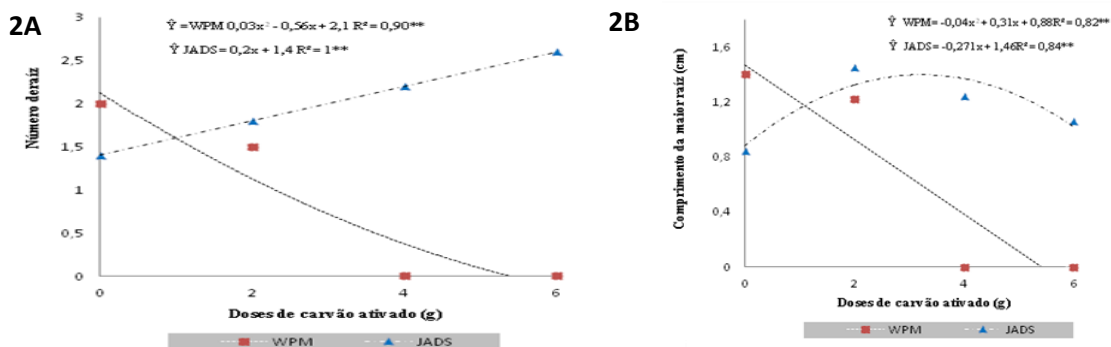 2A
Ŷ =WPM 0,03x² - 0,56x + 2,1 R² = 0,90**
Ŷ JADS = 0,2x + 1,4 R² = 1**
Número deraíz
3
2,5
2
1,5
1
0,5
0
0
2
4
6
Doses de carvão ativado (g)
WPM
JADS
2B
Ŷ WPM= -0,04x² + 0,31x + 0,88R² = 0,82**
Ŷ JADS= -0,271x + 1,46R² = 0,84**
Comprimento da maior raiz (cm)
1,6
1,2
0,8
0,4
0
0
2
4
6
Doses de carvão ativado (g)
WPM
JADS